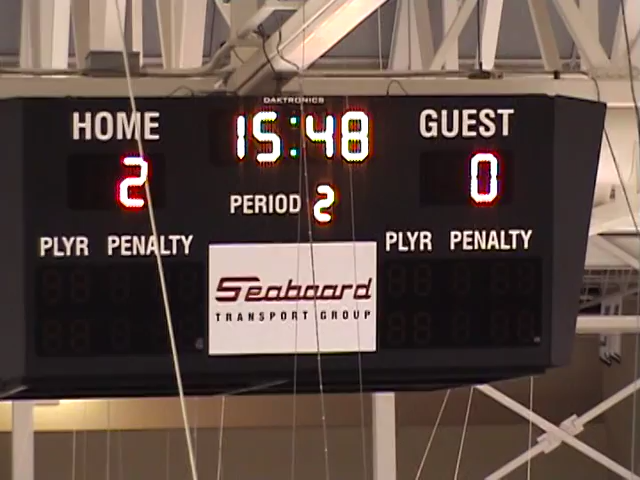 DAKTRONICS
HOME 15:48 GUEST
2 0
PERIOD 2
PLYR PENALTY PLYR PENALTY
Seaboard
TRANSPORT GROUP